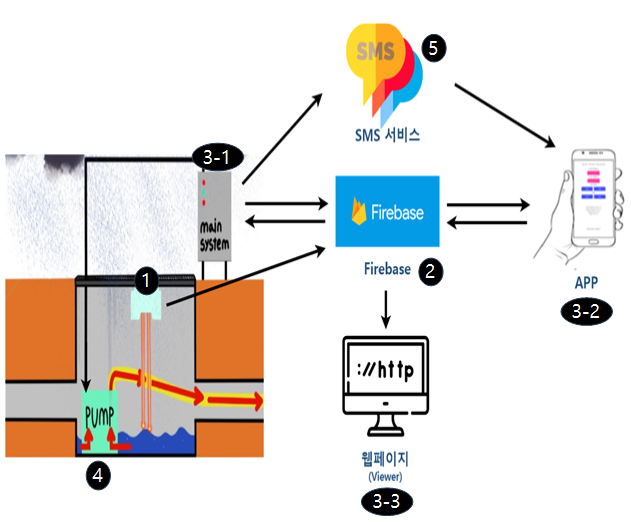 SMS
5
SMS 서비스
3-1
main
system
Firebase
Firebase
2
1
APP
3-2
://http
PUMP
4
웹페이지
(Viewer)
3-3